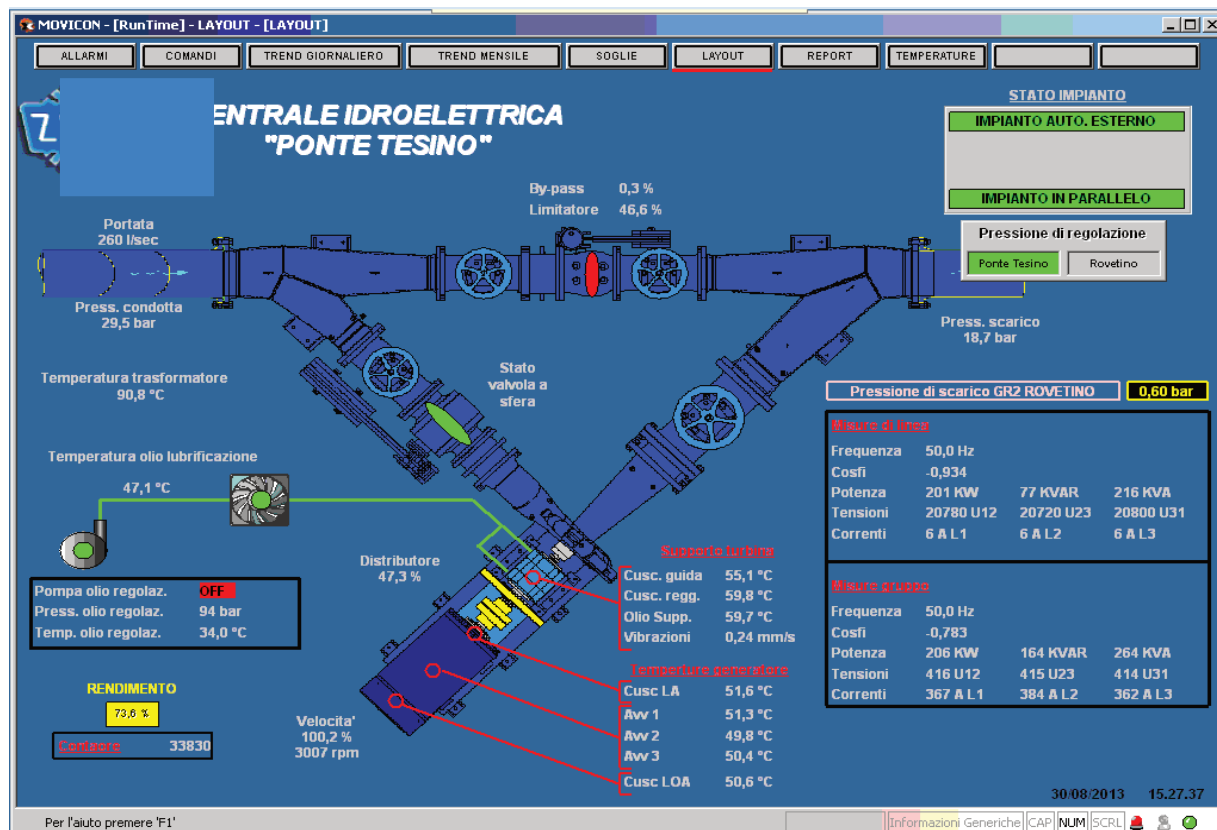 MOVICON - [RunTime] - LAYOUT - [LAYOUT]
ALLARMI COMANDI TREND GIORNALIERO TREND MENSILE SOGLIE LAYOUT REPORT TEMPERATURE
Z
ENTRALE IDROELETTRICA
"PONTE TESINO"
STATO IMPIANTO
IMPIANTO AUTO. ESTERNO
IMPIANTO IN PARALLELO
By-pass 0,3 %
Limitatore 46,6 %
Portata
260 l/sec
Pressione di regolazione
Ponte Tesino Rovetino
Press. condotta
29,5 bar
Press. scarico
18,7 bar
Temperatura trasformatore
90,8 °C
Stato
valvola a
sfera
Pressione di scarico GR2 ROVETINO 0,60 bar
Misure di linea
Frequenza 50,0 Hz
Cosfi -0,934
Potenza 201 KW 77 KVAR 216 KVA
Tensioni 20780 U12 20720 U23 20800 U31
Correnti 6 A L1 6 A L2 6 A L3
Temperatura olio lubrificazione
47,1 °C
Distributore
47,3 %
Pompa olio regolaz. OFF
Press. olio regolaz. 94 bar
Temp. olio regolaz. 34,0 °C
Supporto turbina
Cusc. guida 55,1 °C
Cusc. regg. 59,8 °C
Olio Supp. 59,7 °C
Vibrazioni 0,24 mm/s
Misure gruppo
Frequenza 50,0 Hz
Cosfi -0,783
Potenza 206 KW 164 KVAR 264 KVA
Tensioni 416 U12 415 U23 414 U31
Correnti 367 A L1 384 A L2 362 A L3
Temperture generatore
Cusc LA 51,6 °C
Avv 1 51,3 °C
Avv 2 49,8 °C
Avv 3 50,4 °C
Cusc LOA 50,6 °C
RENDIMENTO
73,6 %
Contatore 33830
Velocita'
100,2 %
3007 rpm
30/08/2013 15.27.37
Per l'aiuto premere 'F1'
Informazioni Generiche CAP NUM SCRL